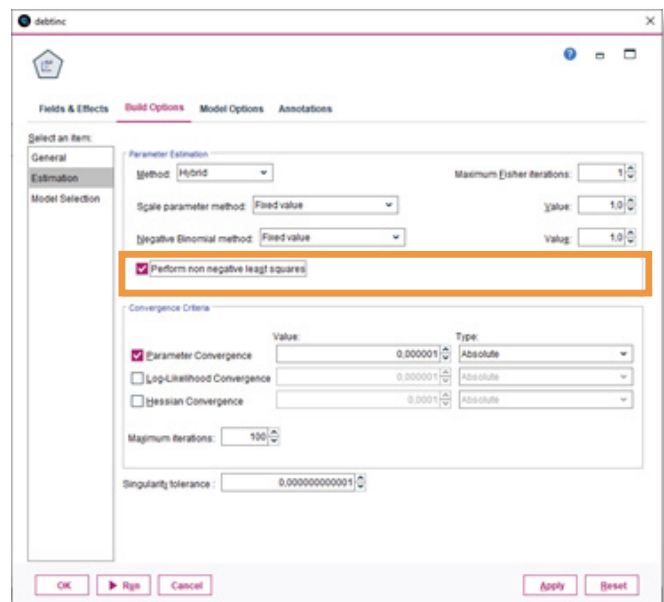 debtinc
Fields & Effects Build Options Model Options Annotations
Select an item:
General
Estimation
Model Selection
Parameter Estimation
Method: Hybrid Maximum Fisher iterations: 1
Scale parameter method: Fixed value Value: 1,0
Negative Binomial method: Fixed value Value: 1,0
Perform non negative least squares
Convergence Criteria
Value: Type:
Parameter Convergence 0,000001 Absolute
Log-Likelihood Convergence 0,000001 Absolute
Hessian Convergence 0,0001 Absolute
Maximum iterations: 100
Singularity tolerance : 0,000000000001
OK Run Cancel Apply Reset